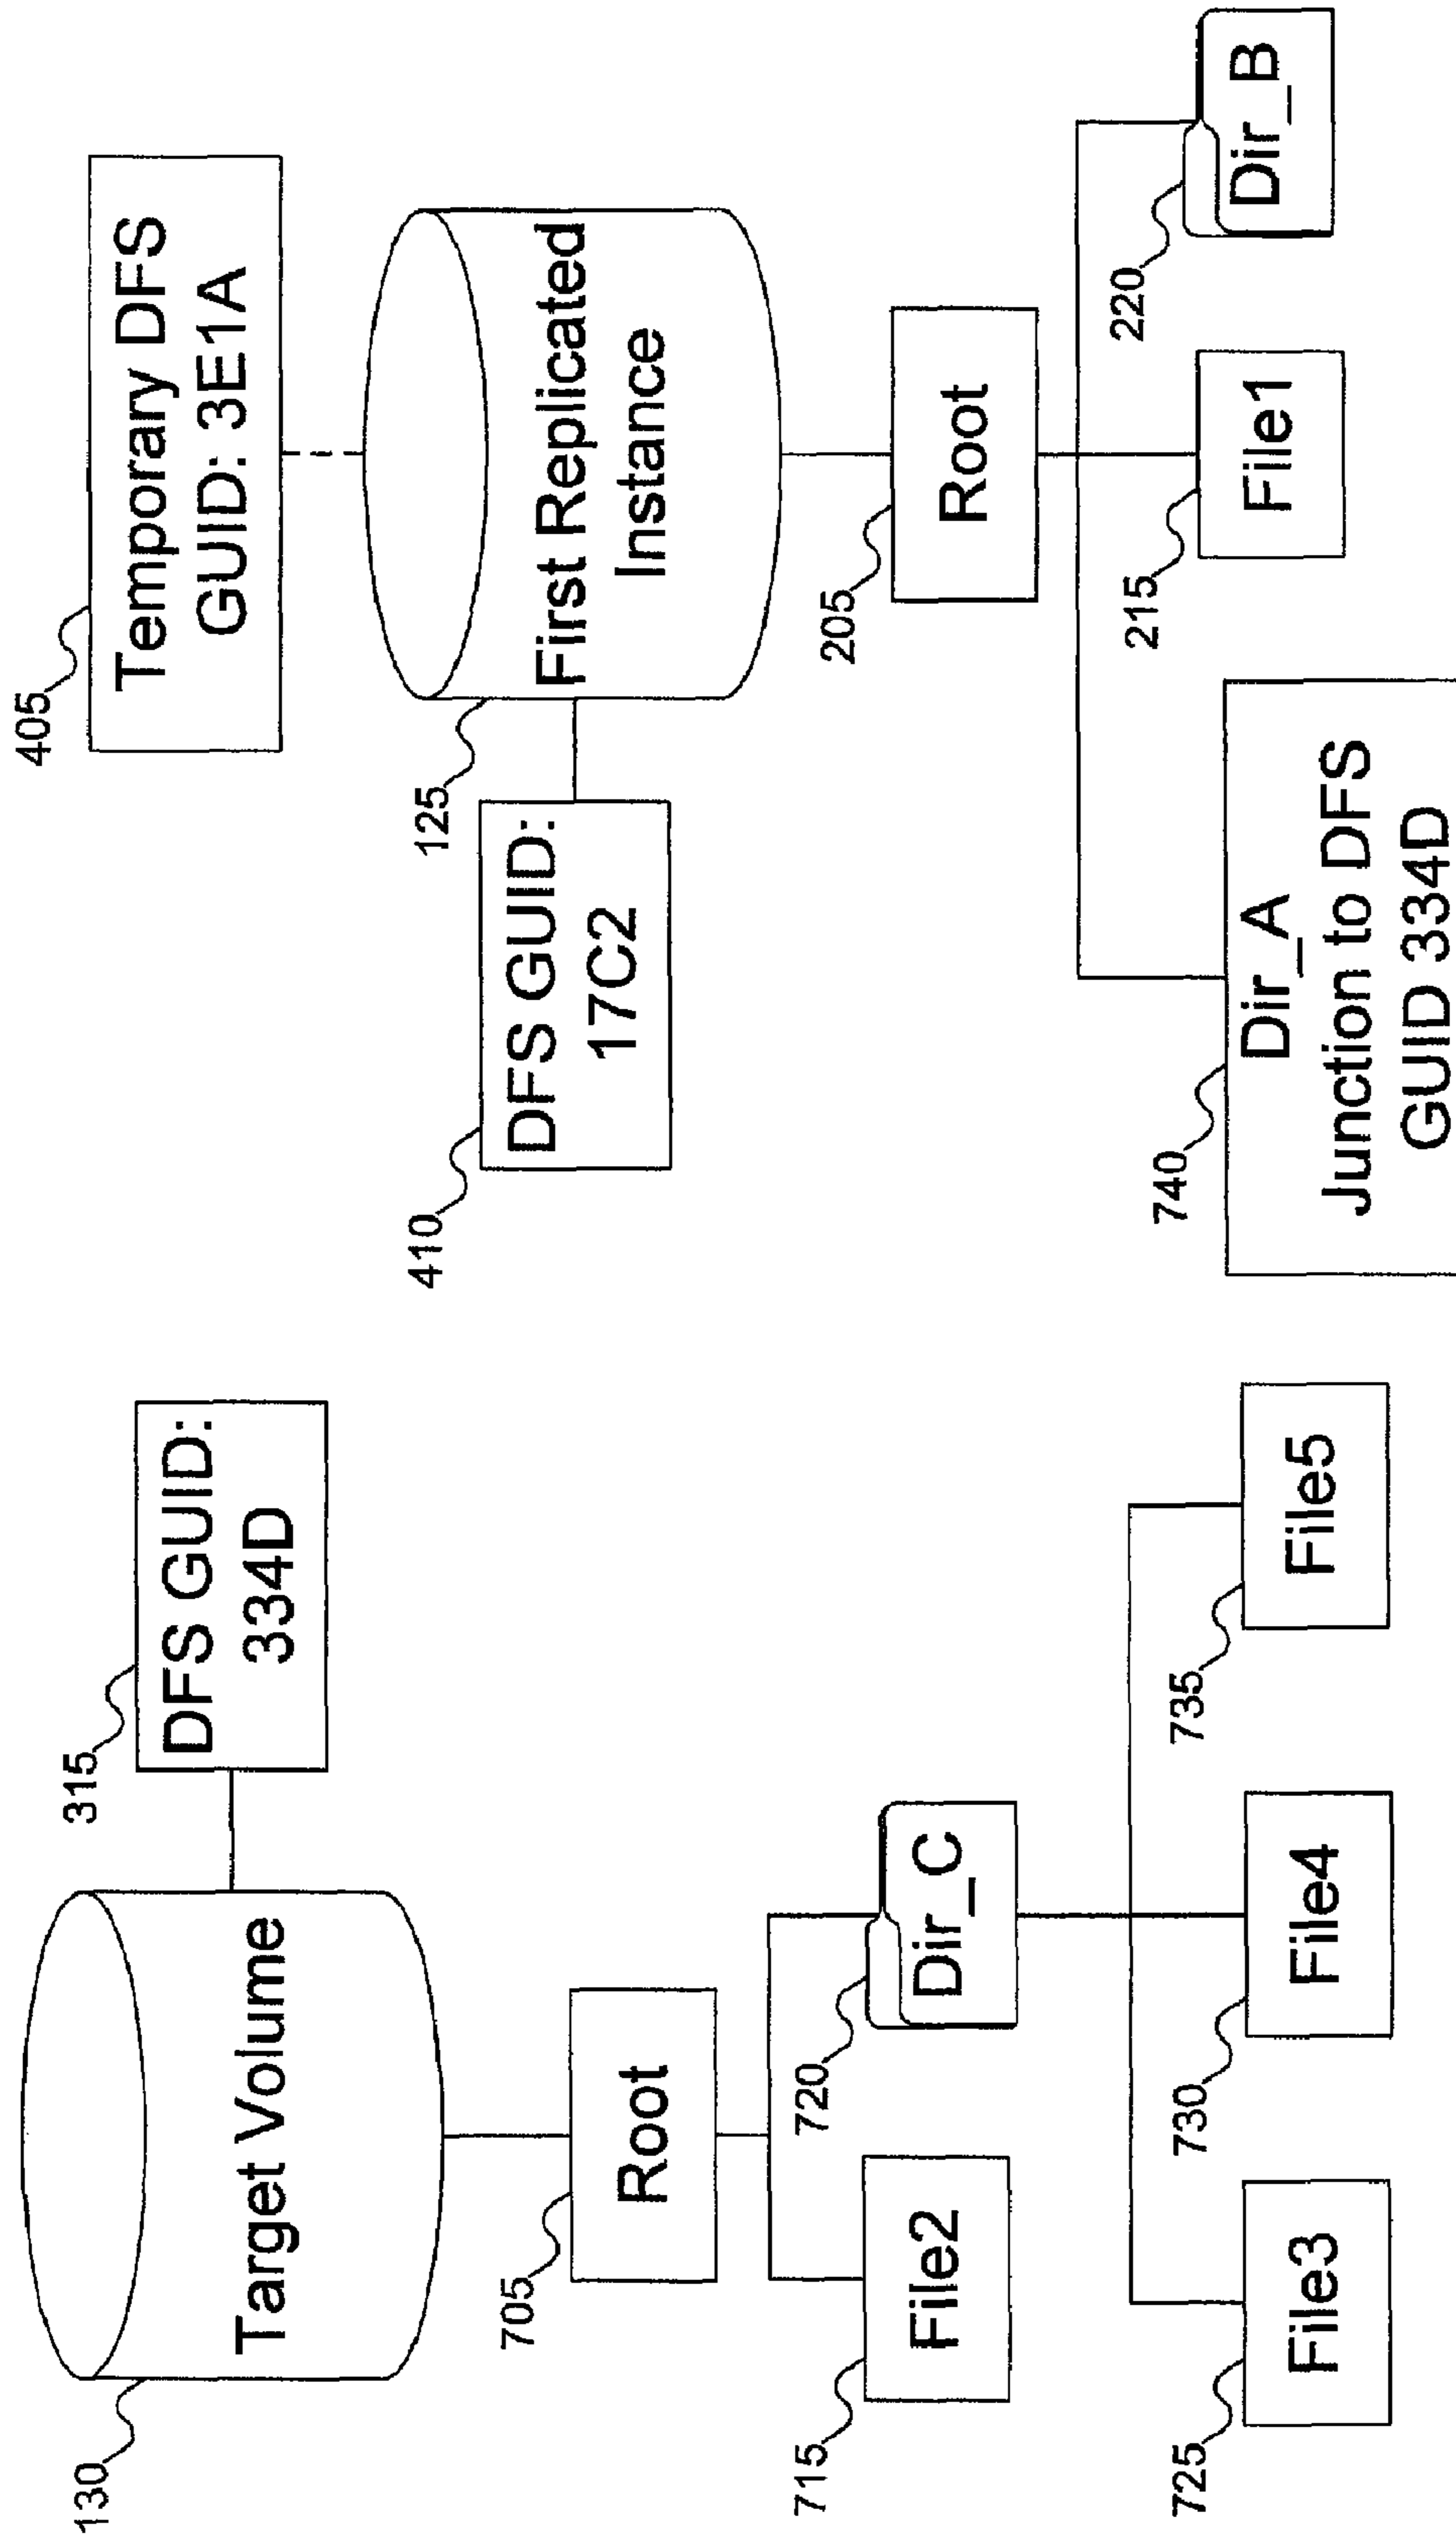 130
Target Volume
315
DFS GUID:
334D
705
Root
715
File2
720
Dir_C
725
File3
730
File4
735
File5
405
Temporary DFS
GUID: 3E1A
125
First Replicated
Instance
410
DFS GUID:
17C2
205
Root
740
Dir_A
Junction to DFS
GUID 334D
215
File1
220
Dir_B